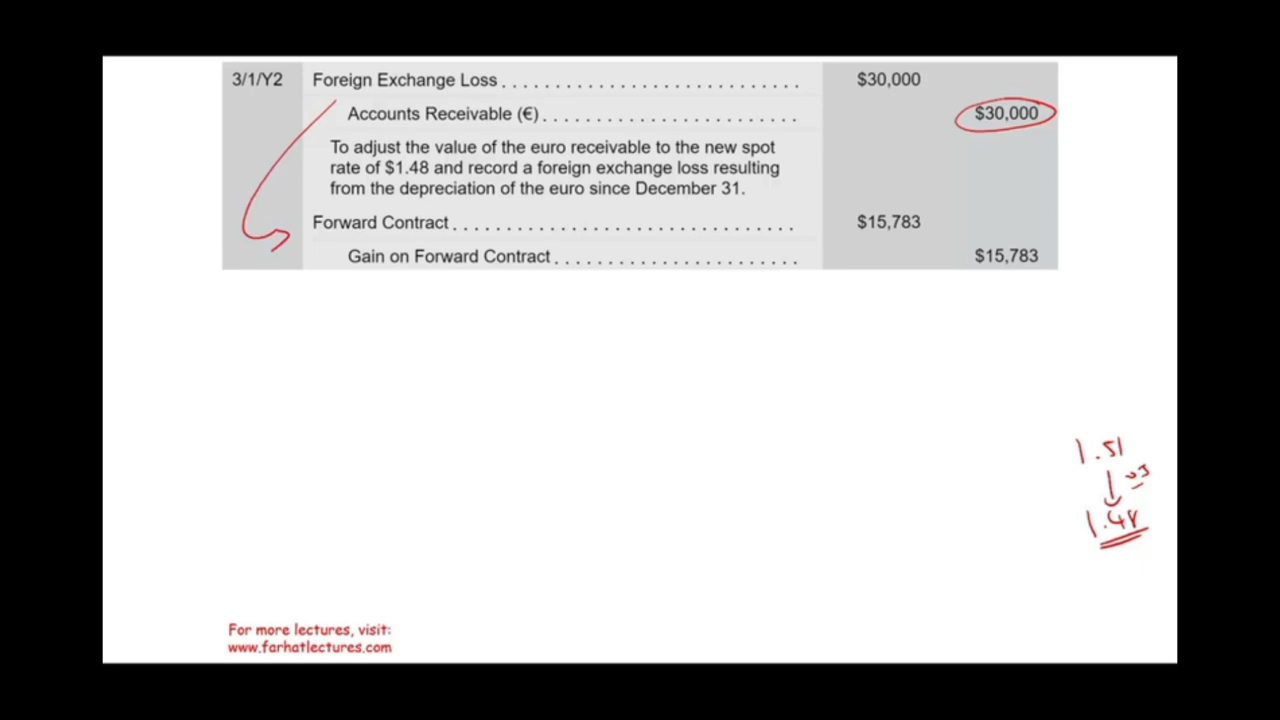 3/1/Y2 Foreign Exchange Loss . . . . . . . . . . . . . . . . . . . . . . . . . . . . $30,000
Accounts Receivable (€) . . . . . . . . . . . . . . . . . . . . . . . . $30,000
To adjust the value of the euro receivable to the new spot
rate of $1.48 and record a foreign exchange loss resulting
from the depreciation of the euro since December 31.
Forward Contract . . . . . . . . . . . . . . . . . . . . . . . . . . . . . . . . $15,783
Gain on Forward Contract . . . . . . . . . . . . . . . . . . . . . . . $15,783
1.51
1.48
For more lectures, visit:
www.farhatlectures.com